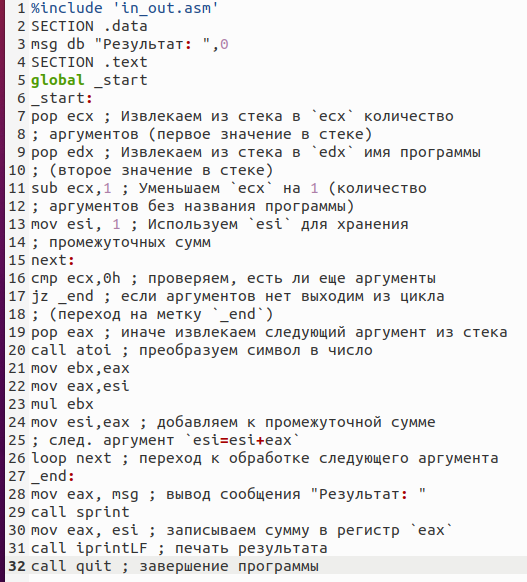 1 %include 'in_out.asm'
2 SECTION .data
3 msg db "Результат: ",0
4 SECTION .text
5 global _start
6 _start:
7 pop ecx ; Извлекаем из стека в `ecx` количество
8 ; аргументов (первое значение в стеке)
9 pop edx ; Извлекаем из стека в `edx` имя программы
10 ; (второе значение в стеке)
11 sub ecx,1 ; Уменьшаем `ecx` на 1 (количество
12 ; аргументов без названия программы)
13 mov esi, 1 ; Используем `esi` для хранения
14 ; промежуточных сумм
15 next:
16 cmp ecx,0h ; проверяем, есть ли еще аргументы
17 jz _end ; если аргументов нет выходим из цикла
18 ; (переход на метку `_end`)
19 pop eax ; иначе извлекаем следующий аргумент из стека
20 call atoi ; преобразуем символ в число
21 mov ebx,eax
22 mov eax,esi
23 mul ebx
24 mov esi,eax ; добавляем к промежуточной сумме
25 ; след. аргумент `esi=esi+eax`
26 loop next ; переход к обработке следующего аргумента
27 _end:
28 mov eax, msg ; вывод сообщения "Результат: "
29 call sprint
30 mov eax, esi ; записываем сумму в регистр `eax`
31 call iprintLF ; печать результата
32 call quit ; завершение программы